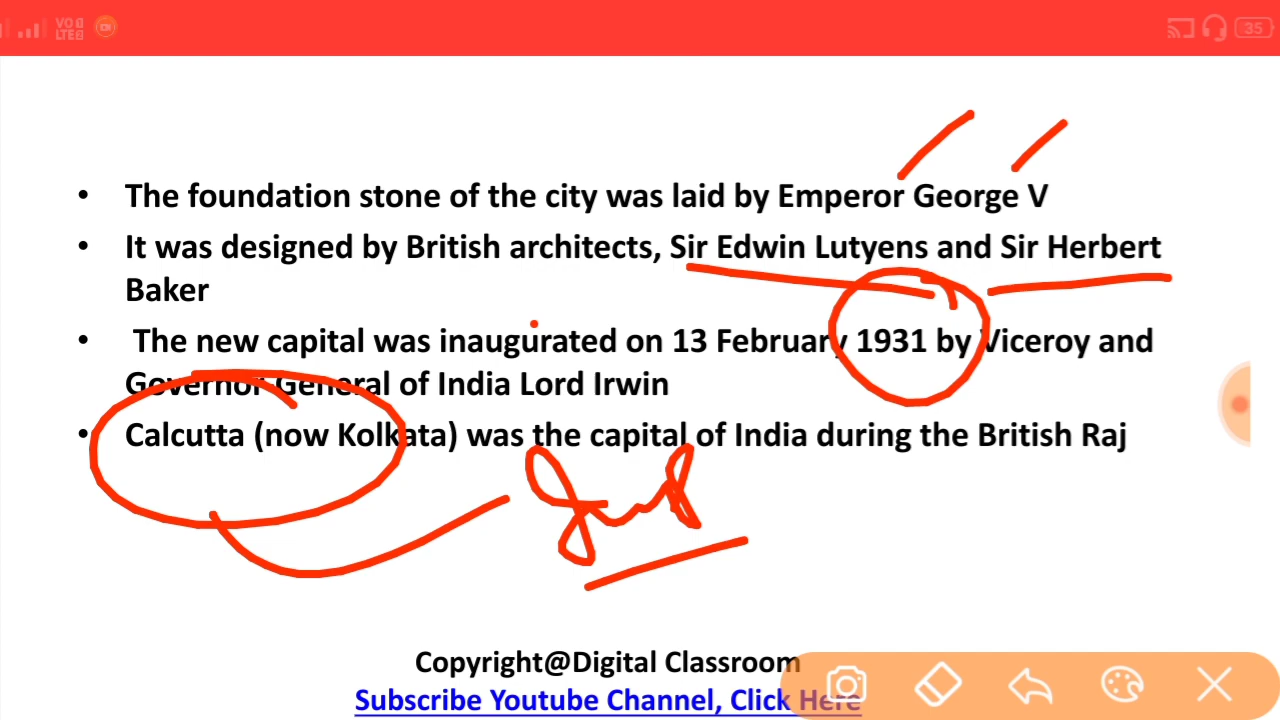 VO LTE 35
• The foundation stone of the city was laid by Emperor George V
• It was designed by British architects, Sir Edwin Lutyens and Sir Herbert
Baker
• The new capital was inaugurated on 13 February 1931 by Viceroy and
Governor General of India Lord Irwin
• Calcutta (now Kolkata) was the capital of India during the British Raj
Copyright@Digital Classroom
Subscribe Youtube Channel, Click Here